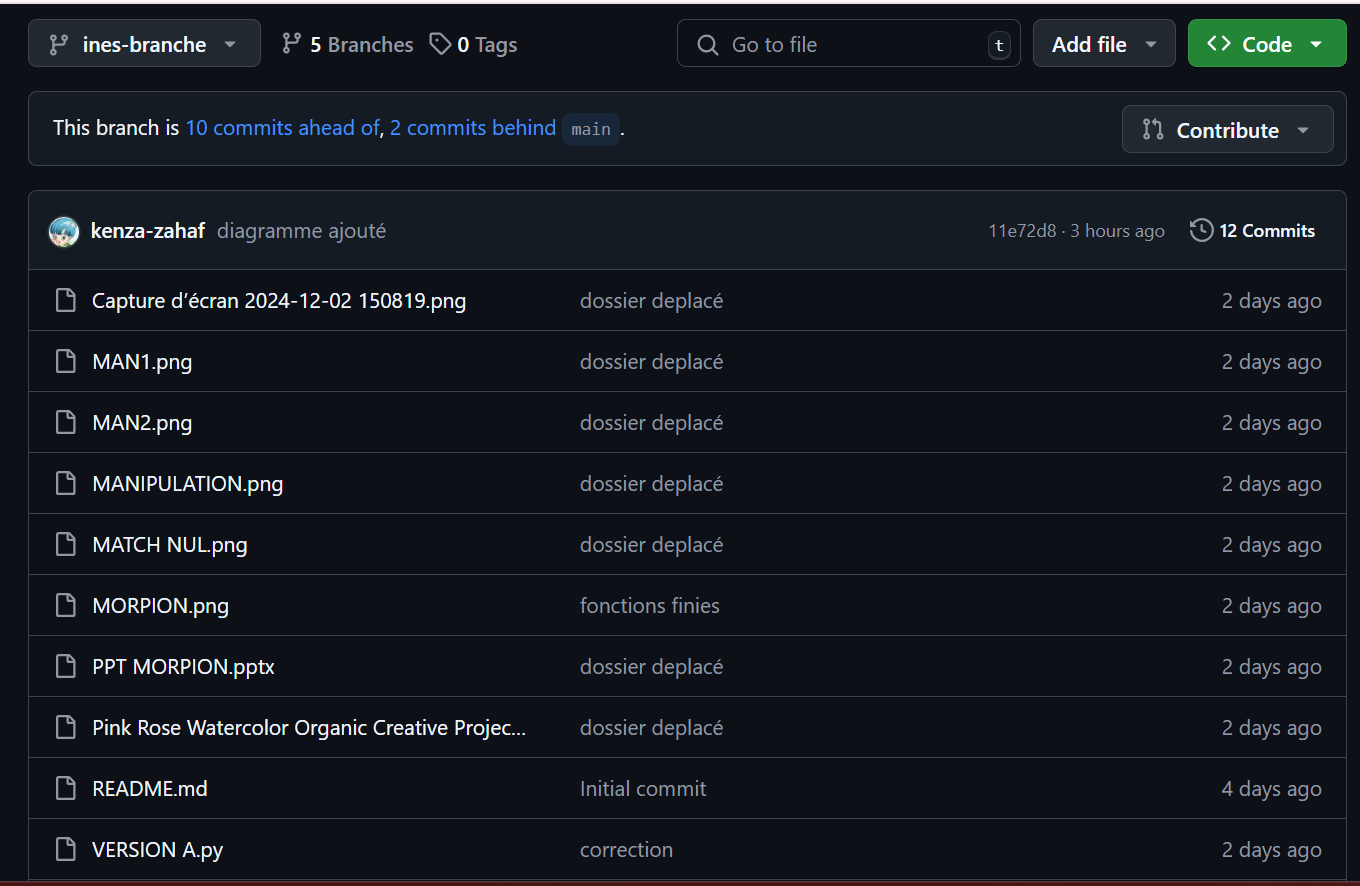 ines-branche 5 Branches 0 Tags Go to file t Add file Code
This branch is 10 commits ahead of, 2 commits behind main .
Contribute
kenza-zahaf diagramme ajouté 11e72d8 · 3 hours ago 12 Commits
Capture d’écran 2024-12-02 150819.png dossier deplacé 2 days ago
MAN1.png dossier deplacé 2 days ago
MAN2.png dossier deplacé 2 days ago
MANIPULATION.png dossier deplacé 2 days ago
MATCH NUL.png dossier deplacé 2 days ago
MORPION.png fonctions finies 2 days ago
PPT MORPION.pptx dossier deplacé 2 days ago
Pink Rose Watercolor Organic Creative Projec... dossier deplacé 2 days ago
README.md Initial commit 4 days ago
VERSION A.py correction 2 days ago